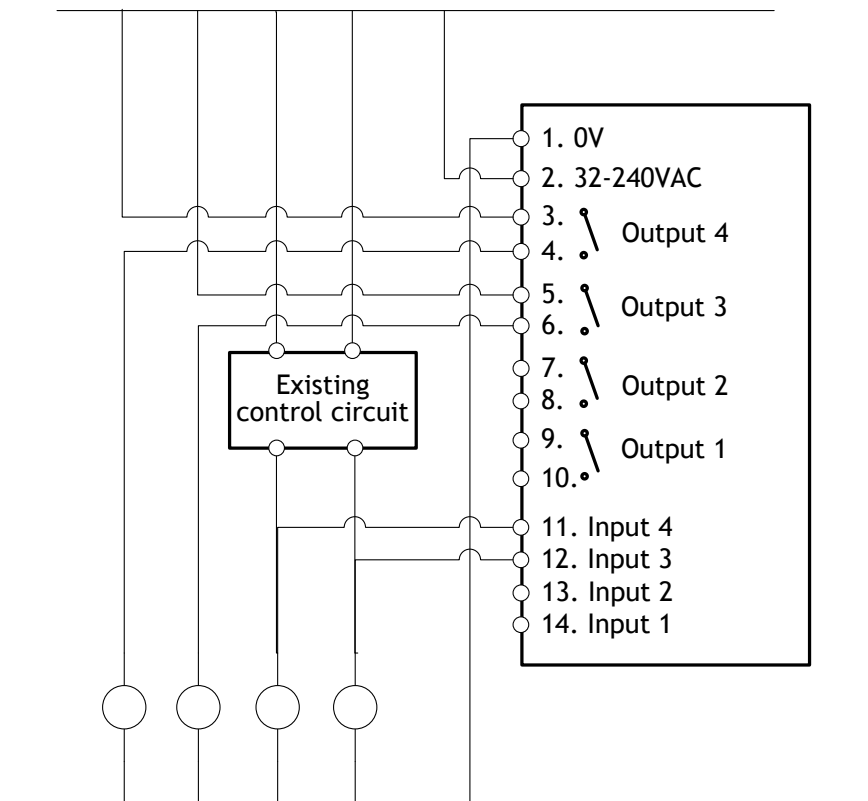 1. 0V
2. 32-240VAC
3.
Output 4
4.
5.
Output 3
6.
Existing
control circuit
7.
Output 2
8.
9.
Output 1
10.
11. Input 4
12. Input 3
13. Input 2
14. Input 1